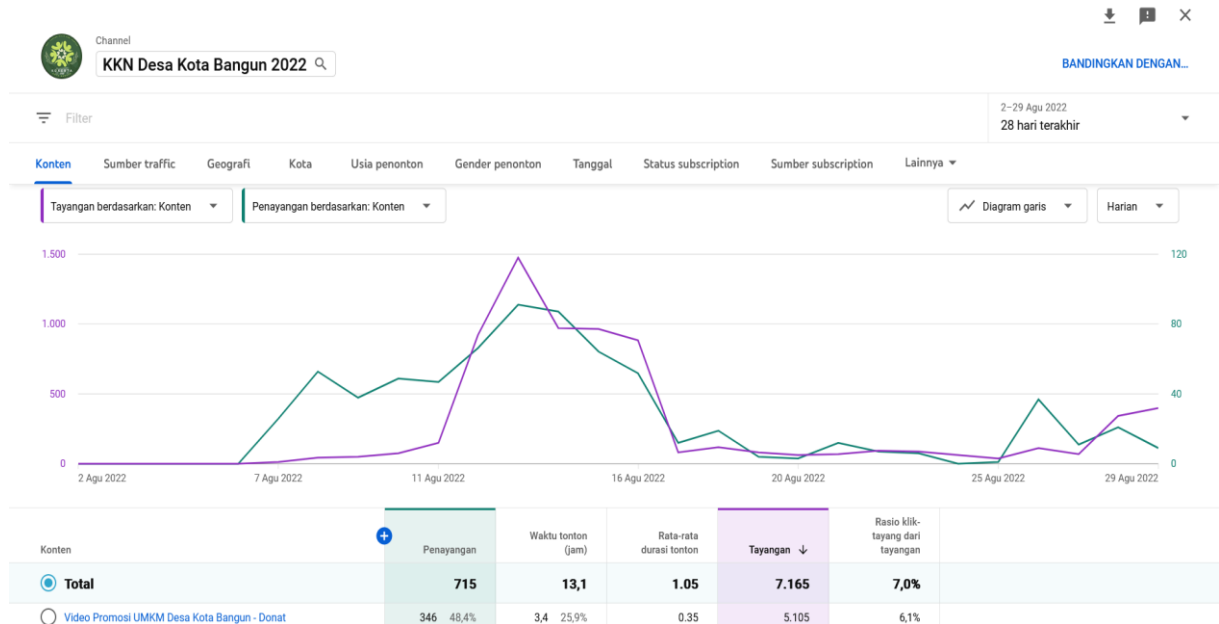 Channel
KKN Desa Kota Bangun 2022
BANDINGKAN DENGAN...
Filter
2–29 Agu 2022
28 hari terakhir
Konten Sumber traffic Geografi Kota Usia penonton Gender penonton Tanggal Status subscription Sumber subscription Lainnya
Tayangan berdasarkan: Konten Penayangan berdasarkan: Konten Diagram garis Harian
1.500 120
1.000 80
500 40
0 0
2 Agu 2022 7 Agu 2022 11 Agu 2022 16 Agu 2022 20 Agu 2022 25 Agu 2022 29 Agu 2022
Konten Penayangan Waktu tonton (jam) Rata-rata durasi tonton Tayangan Rasio klik-tayang dari tayangan
Total 715 13,1 1.05 7.165 7,0%
Video Promosi UMKM Desa Kota Bangun - Donat 346 48,4% 3,4 25,9% 0.35 5.105 6,1%